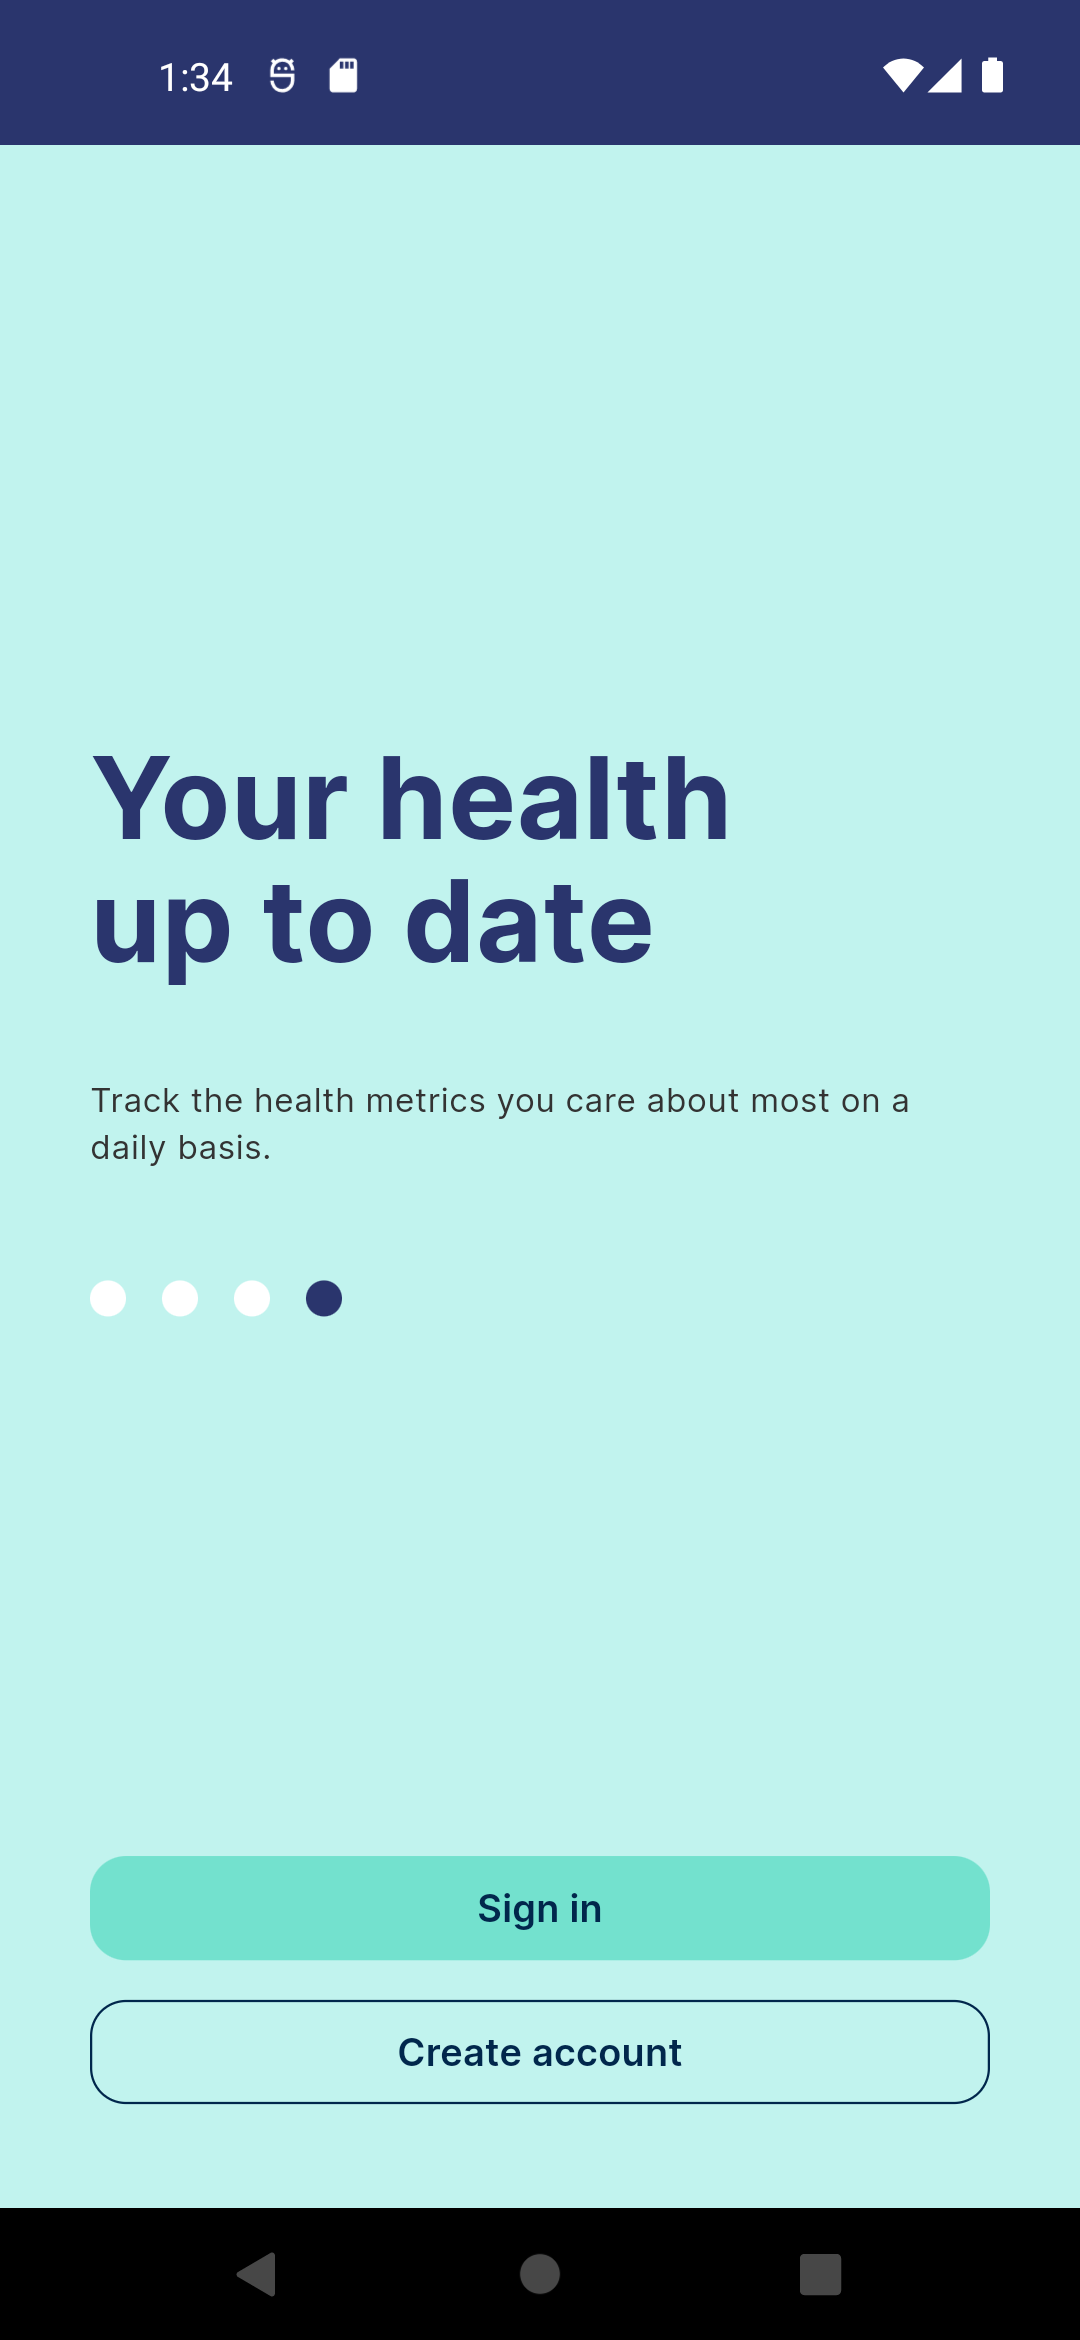 1:34
Your health
up to date
Track the health metrics you care about most on a
daily basis.
Sign in
Create account